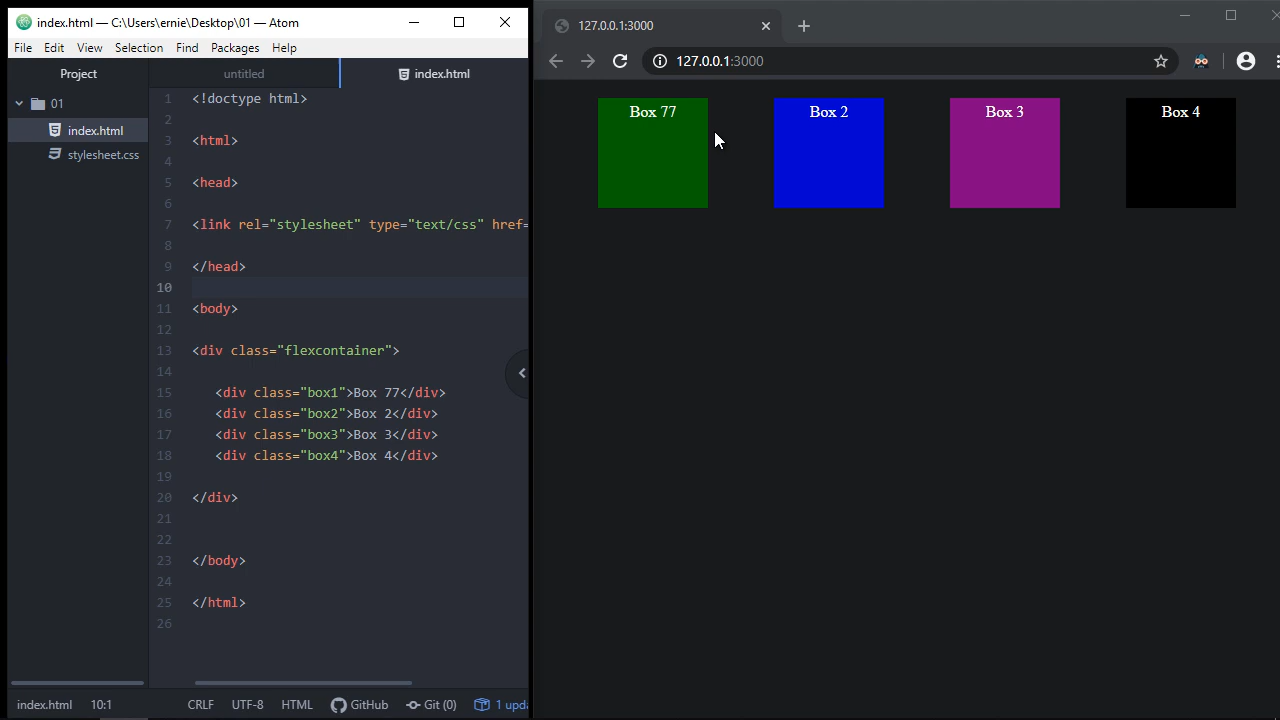 index.html — C:\Users\ernie\Desktop\01 — Atom
File Edit View Selection Find Packages Help
Project
untitled
index.html
01
index.html
stylesheet.css
1 <!doctype html>
2
3 <html>
4
5 <head>
6
7 <link rel="stylesheet" type="text/css" href=
8
9 </head>
10
11 <body>
12
13 <div class="flexcontainer">
14
15 <div class="box1">Box 77</div>
16 <div class="box2">Box 2</div>
17 <div class="box3">Box 3</div>
18 <div class="box4">Box 4</div>
19
20 </div>
21
22
23 </body>
24
25 </html>
26
index.html 10:1 CRLF UTF-8 HTML GitHub Git (0) 1 upda
127.0.0.1:3000
127.0.0.1:3000
Box 77 Box 2 Box 3 Box 4